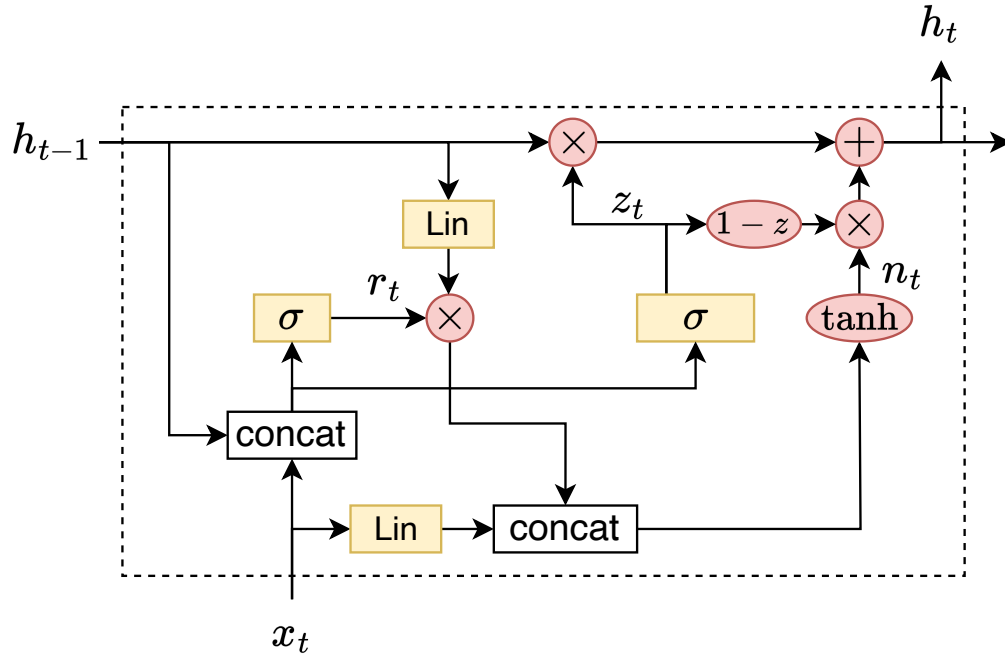 h_t
h_{t-1}
×
+
z_t
Lin
1 − z
×
r_t
n_t
σ
×
σ
tanh
concat
Lin
concat
x_t